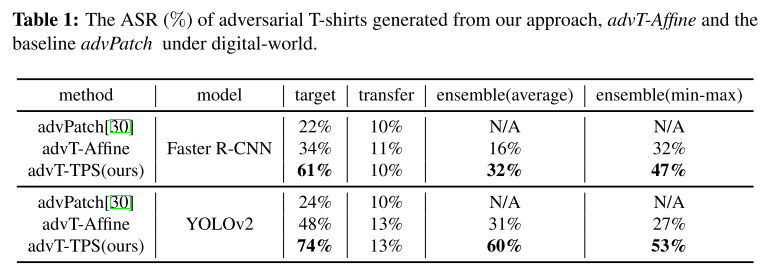 Table 1: The ASR (%) of adversarial T-shirts generated from our approach, advT-Affine and the
baseline advPatch under digital-world.
method model target transfer ensemble(average) ensemble(min-max)
advPatch[30] 22% 10% N/A N/A
advT-Affine Faster R-CNN 34% 11% 16% 32%
advT-TPS(ours) 61% 10% 32% 47%
advPatch[30] 24% 10% N/A N/A
advT-Affine YOLOv2 48% 13% 31% 27%
advT-TPS(ours) 74% 13% 60% 53%